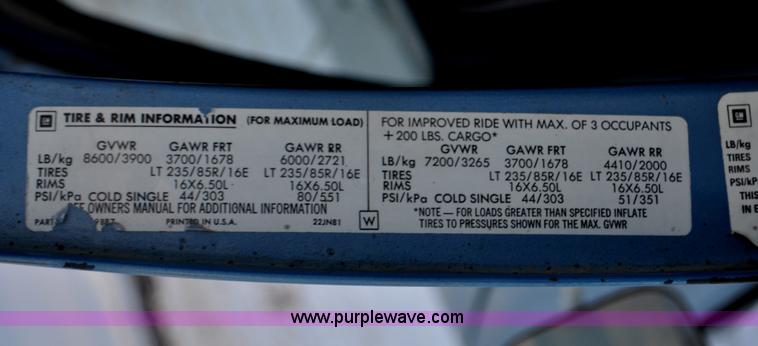 GM TIRE & RIM INFORMATION (FOR MAXIMUM LOAD)
GVWR GAWR FRT GAWR RR
LB/kg 8600/3900 3700/1678 6000/2721
TIRES LT 235/85R/16E LT 235/85R/16E
RIMS 16X6.50L 16X6.50L
PSI/kPa COLD SINGLE 44/303 80/551
SEE OWNERS MANUAL FOR ADDITIONAL INFORMATION
PRINTED IN U.S.A. 22JN81
W
FOR IMPROVED RIDE WITH MAX. OF 3 OCCUPANTS
+200 LBS. CARGO*
GVWR GAWR FRT GAWR RR
LB/kg 7200/3265 3700/1678 4410/2000
TIRES LT 235/85R/16E LT 235/85R/16E
RIMS 16X6.50L 16X6.50L
PSI/kPa COLD SINGLE 44/303 51/351
*NOTE — FOR LOADS GREATER THAN SPECIFIED INFLATE
TIRES TO PRESSURES SHOWN FOR THE MAX. GVWR
GM
LB/kg
TIRES
RIMS
PSI/kP
THIS
IN E
www.purplewave.com